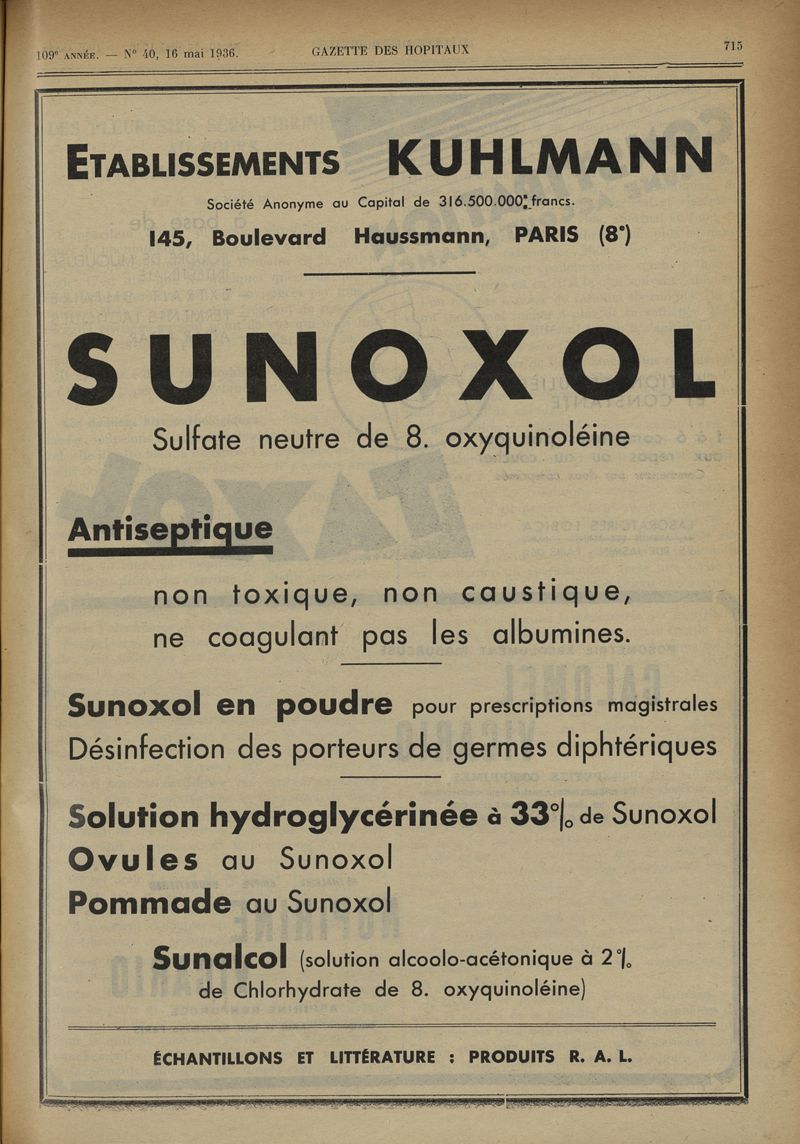 109e ANNÉE. — N° 40, 16 mai 1936.
GAZETTE DES HOPITAUX
715
ETABLISSEMENTS KUHLMANN
Société Anonyme au Capital de 316.500.000 francs.
145, Boulevard Haussmann, PARIS (8e)
SUNOXOL
Sulfate neutre de 8. oxyquinoléine
Antiseptique
non toxique, non caustique,
ne coagulant pas les albumines.
Sunoxol en poudre pour prescriptions magistrales
Désinfection des porteurs de germes diphtériques
Solution hydroglycérinée à 33% de Sunoxol
Ovules au Sunoxol
Pommade au Sunoxol
Sunalcol (solution alcoolo-acétonique à 2%
de Chlorhydrate de 8. oxyquinoléine)
ÉCHANTILLONS ET LITTÉRATURE : PRODUITS R. A. L.